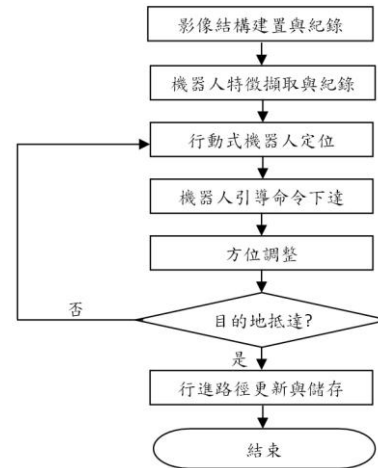 影像結構建置與紀錄
機器人特徵擷取與紀錄
行動式機器人定位
機器人引導命令下達
方位調整
目的地抵達?
否
是
行進路徑更新與儲存
結束